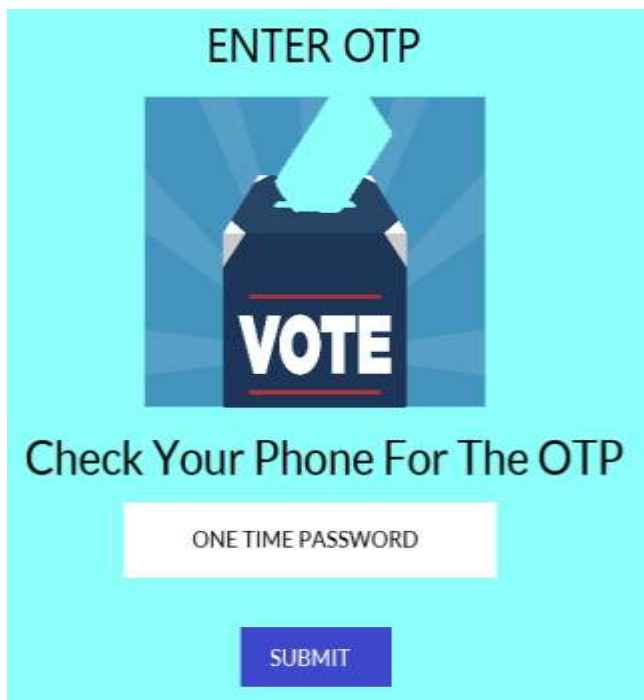 ENTER OTP
VOTE
Check Your Phone For The OTP
ONE TIME PASSWORD
SUBMIT